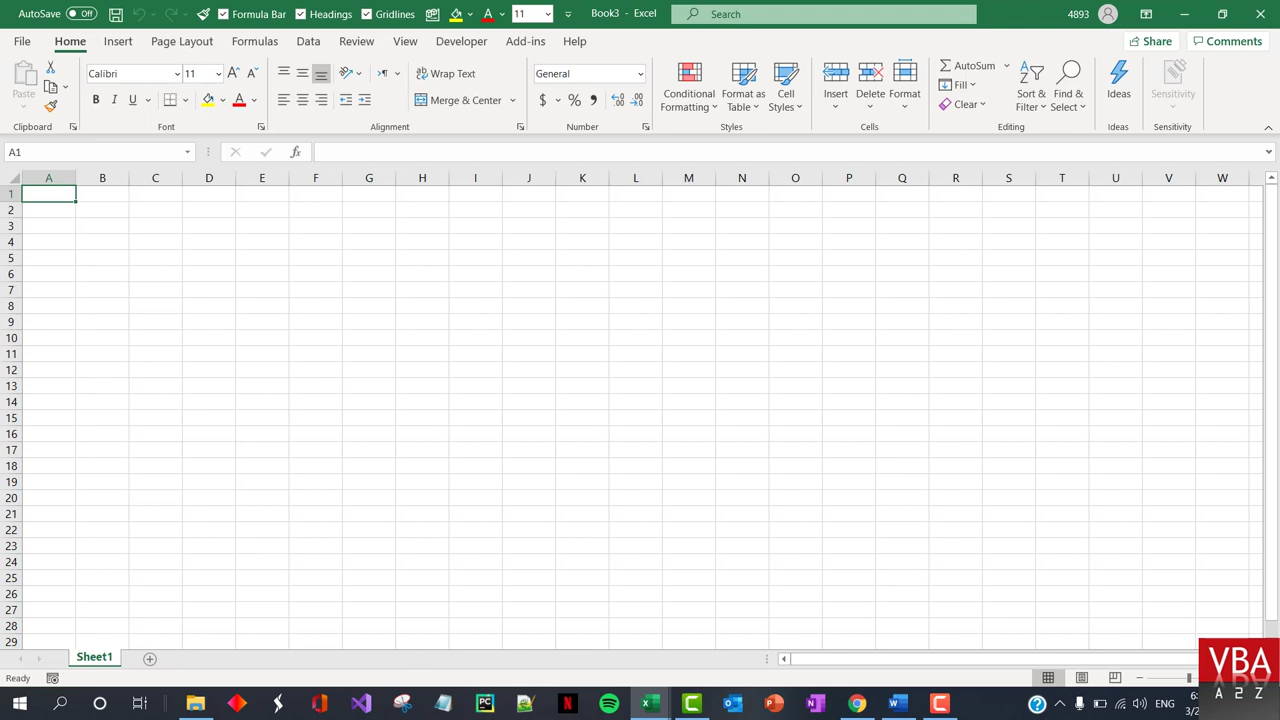 AutoSave Off Formula Bar Headings Gridlines 11 Book3 - Excel Search 4893
File Home Insert Page Layout Formulas Data Review View Developer Add-ins Help Share Comments
Paste Calibri 11 Wrap Text General Conditional Formatting Format as Table Cell Styles Insert Delete Format AutoSum Fill Clear Sort & Filter Find & Select Ideas Sensitivity
B I U A Merge & Center $ % ,
Clipboard Font Alignment Number Styles Cells Editing Ideas Sensitivity
A1 fx
A B C D E F G H I J K L M N O P Q R S T U V W
1
2
3
4
5
6
7
8
9
10
11
12
13
14
15
16
17
18
19
20
21
22
23
24
25
26
27
28
29
Sheet1
Ready
VBA
A 2 Z
ENG